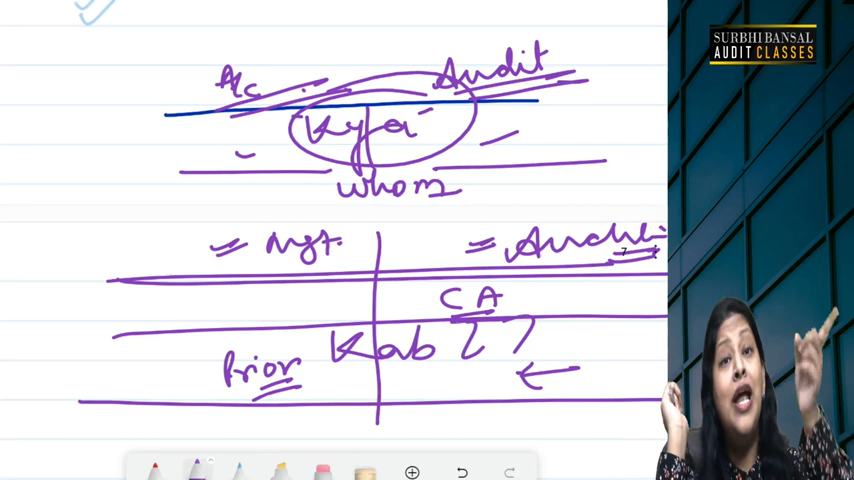 SURBHI BANSAL
AUDIT CLASSES
A/c Audit
Kya
whom
Mgt. Auditor
CA
Kab
Prior